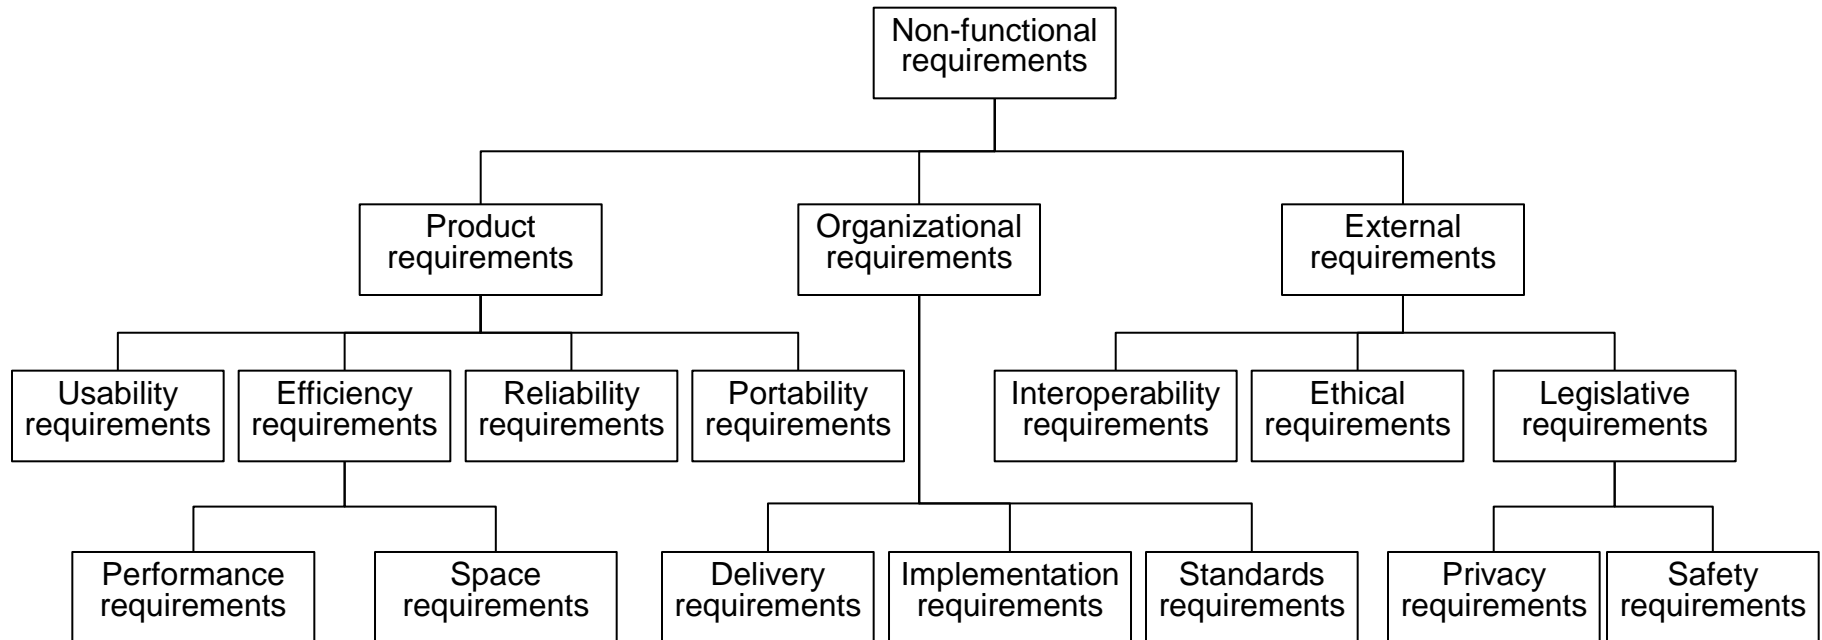 Non-functional
requirements
Product
requirements
Organizational
requirements
External
requirements
Usability
requirements
Efficiency
requirements
Reliability
requirements
Portability
requirements
Interoperability
requirements
Ethical
requirements
Legislative
requirements
Performance
requirements
Space
requirements
Delivery
requirements
Implementation
requirements
Standards
requirements
Privacy
requirements
Safety
requirements